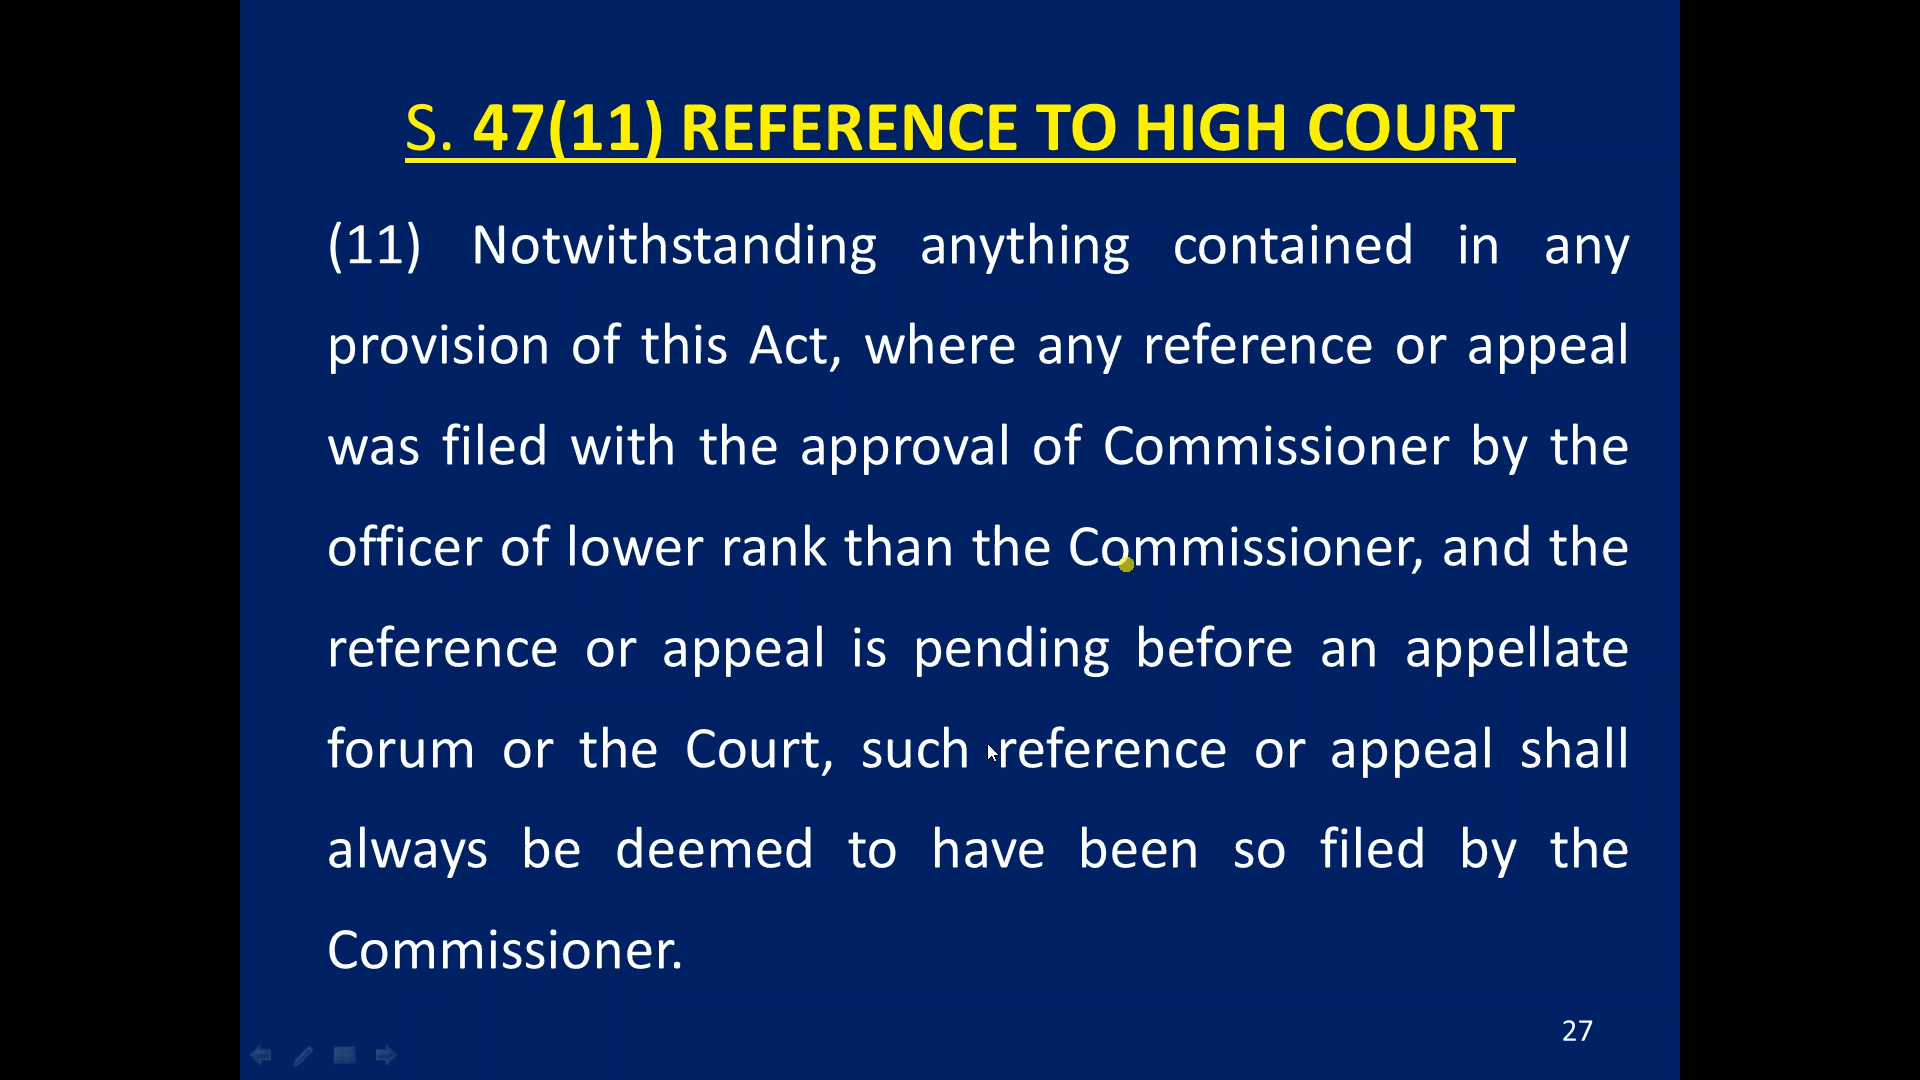 S. 47(11) REFERENCE TO HIGH COURT
(11) Notwithstanding anything contained in any
provision of this Act, where any reference or appeal
was filed with the approval of Commissioner by the
officer of lower rank than the Commissioner, and the
reference or appeal is pending before an appellate
forum or the Court, such reference or appeal shall
always be deemed to have been so filed by the
Commissioner.
27